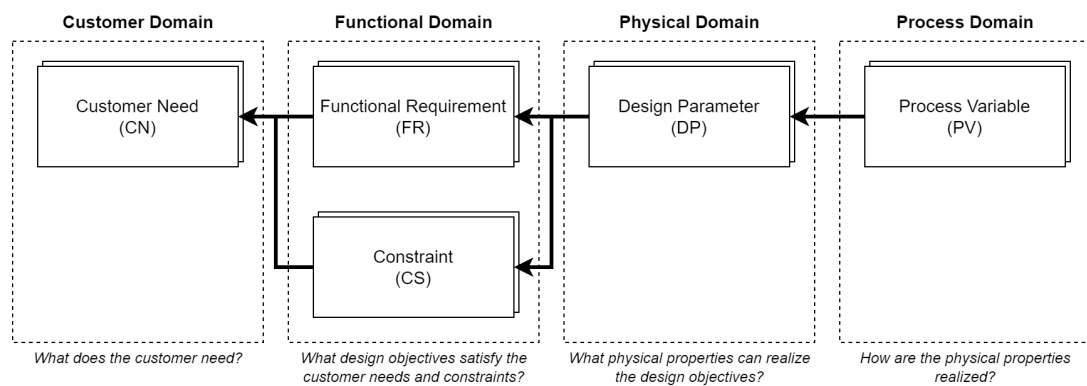 Customer Domain
Functional Domain
Physical Domain
Process Domain
Customer Need
(CN)
Functional Requirement
(FR)
Design Parameter
(DP)
Process Variable
(PV)
Constraint
(CS)
What does the customer need?
What design objectives satisfy the
customer needs and constraints?
What physical properties can realize
the design objectives?
How are the physical properties
realized?